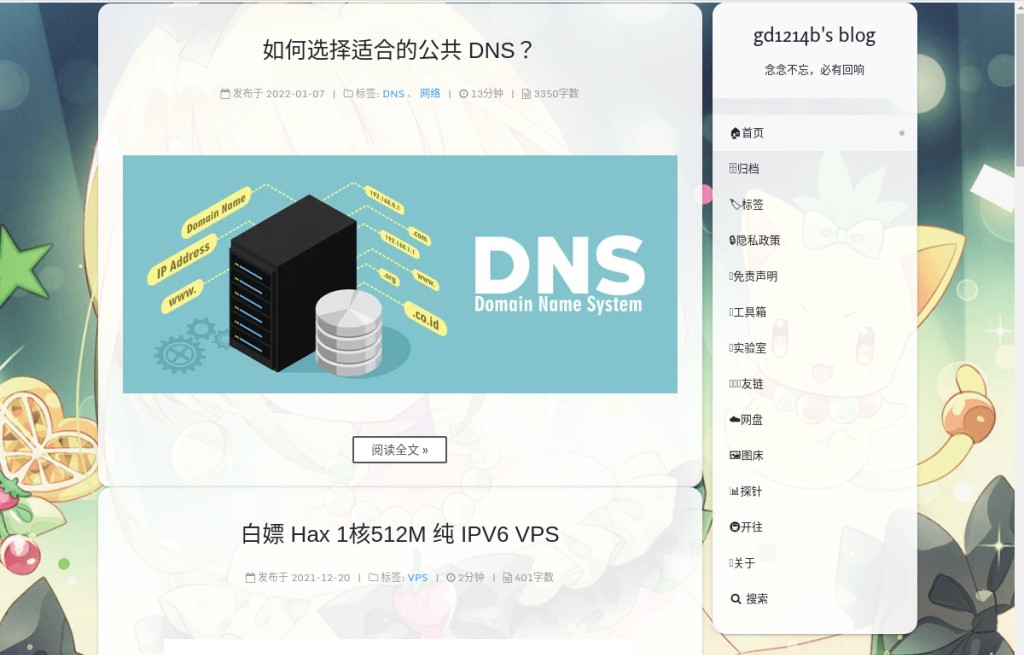 如何选择适合的公共 DNS？
发布于 2022-01-07 | 标签: DNS 、 网络 | 13分钟 | 3350字数
Domain Name
IP Address
www.
192.168.0.1
.com
192.168.1.1
www.
.org
.co.id
DNS
Domain Name System
阅读全文 »
白嫖 Hax 1核512M 纯 IPV6 VPS
发布于 2021-12-20 | 标签: VPS | 2分钟 | 401字数
gd1214b's blog
念念不忘，必有回响
首页
归档
标签
隐私政策
免责声明
工具箱
实验室
友链
网盘
图床
探针
开往
关于
搜索